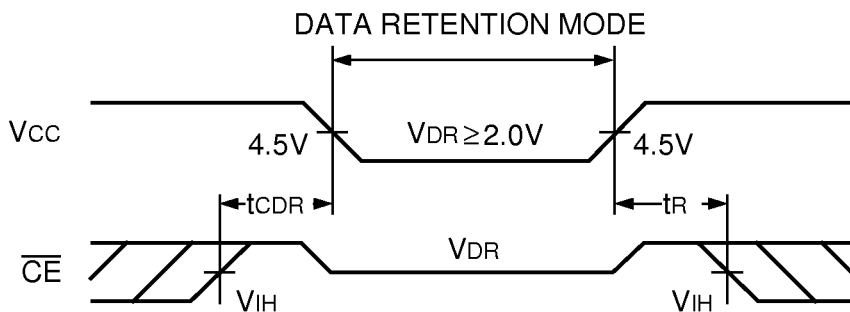 DATA RETENTION MODE
VCC
4.5V
VDR ≥ 2.0V
4.5V
tCDR
tR
CE
VDR
VIH
VIH